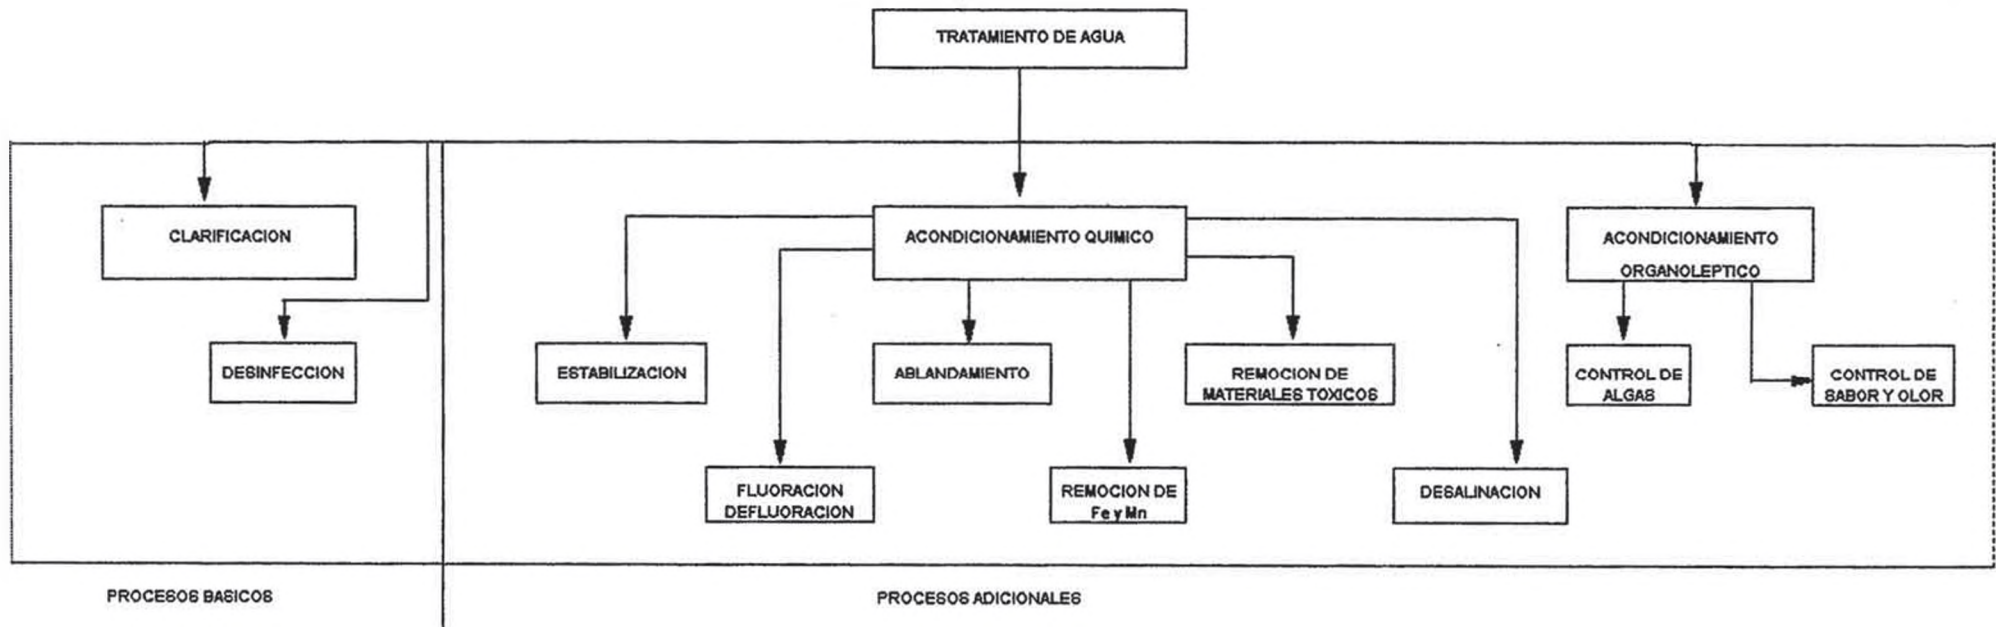 TRATAMIENTO DE AGUA
CLARIFICACION
ACONDICIONAMIENTO QUIMICO
ACONDICIONAMIENTO
ORGANOLEPTICO
DESINFECCION
ESTABILIZACION
ABLANDAMIENTO
REMOCION DE
MATERIALES TOXICOS
CONTROL DE
ALGAS
CONTROL DE
SABOR Y OLOR
FLUORACION
DEFLUORACION
REMOCION DE
Fe y Mn
DESALINACION
PROCESOS BASICOS
PROCESOS ADICIONALES